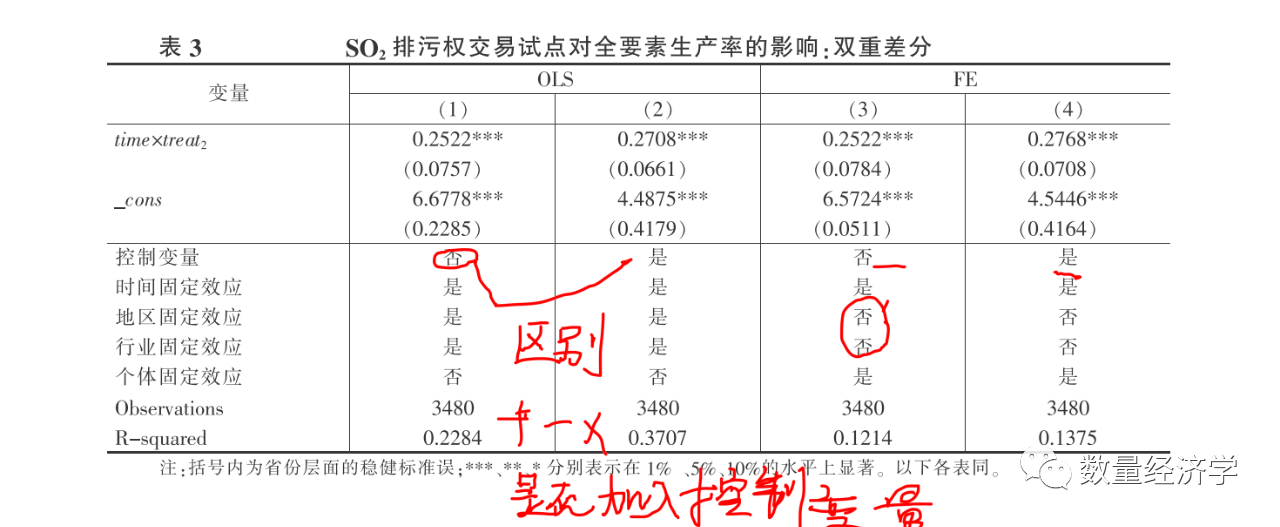 表 3 SO₂ 排污权交易试点对全要素生产率的影响:双重差分
变量 OLS FE
(1) (2) (3) (4)
time×treat₂ 0.2522*** 0.2708*** 0.2522*** 0.2768***
(0.0757) (0.0661) (0.0784) (0.0708)
_cons 6.6778*** 4.4875*** 6.5724*** 4.5446***
(0.2285) (0.4179) (0.0511) (0.4164)
控制变量 否 是 否 是
时间固定效应 是 是 是 是
地区固定效应 是 是 否 否
区别
行业固定效应 是 是 否 否
个体固定效应 否 否 是 是
Observations 3480 3480 3480 3480
R-squared 0.2284 0.3707 0.1214 0.1375
注:括号内为省份层面的稳健标准误;***、**、*分别表示在1%、5%、10%的水平上显著。以下各表同。
数量经济学
是否加入控制变量